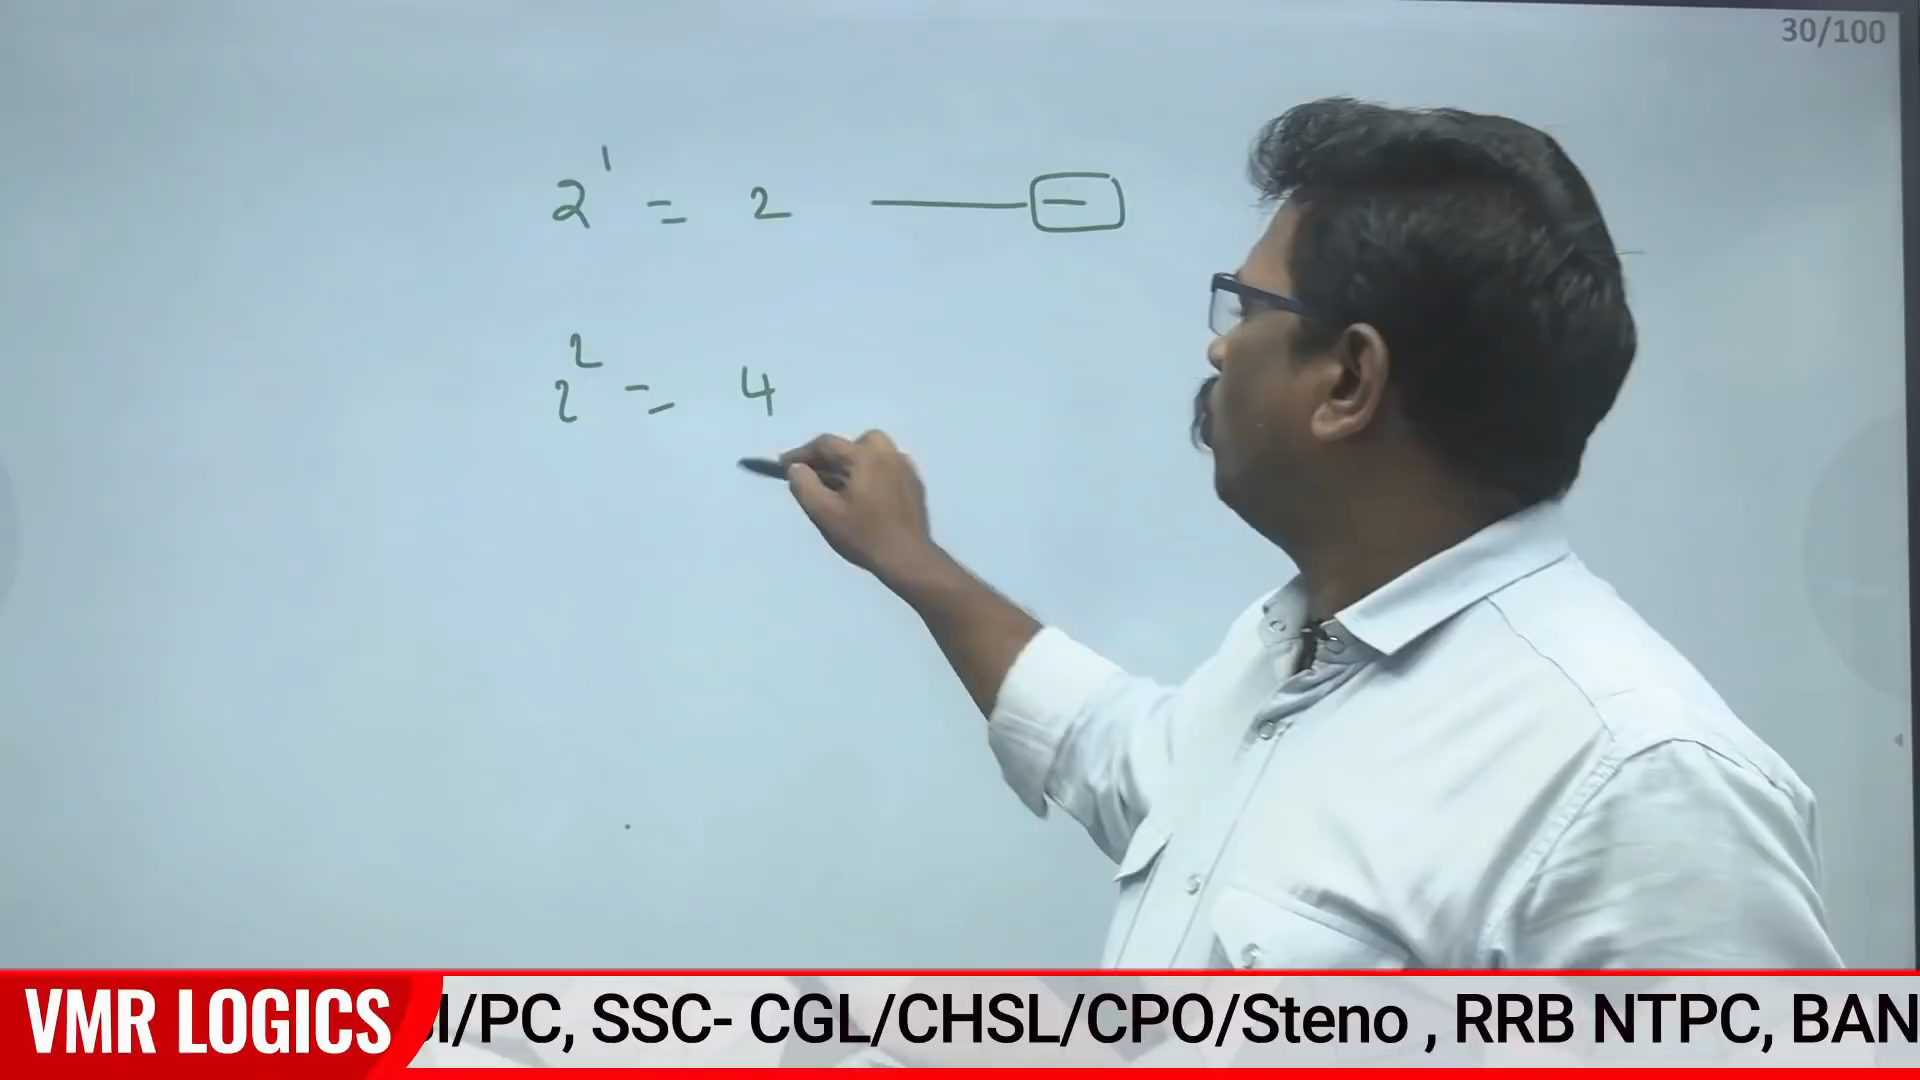 30/100
2¹ = 2 —— [–]
2² = 4
VMR LOGICS
I/PC, SSC- CGL/CHSL/CPO/Steno , RRB NTPC, BAN